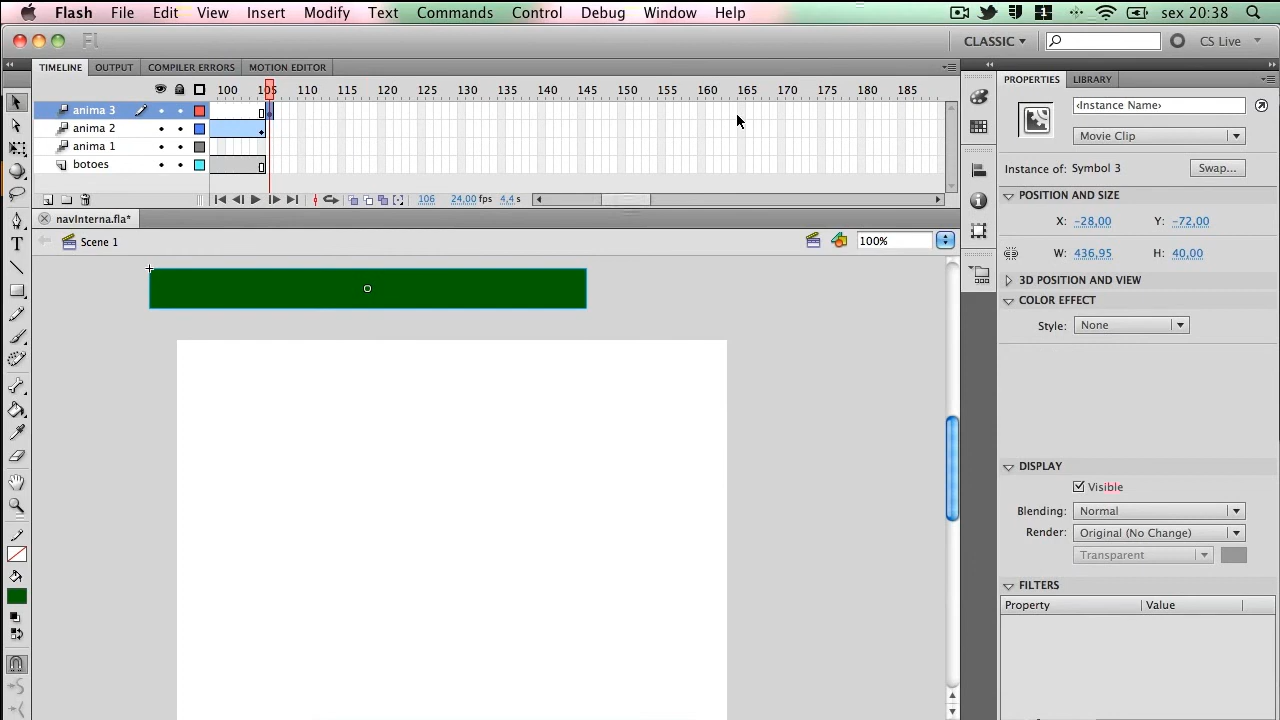 Flash File Edit View Insert Modify Text Commands Control Debug Window Help sex 20:38
Fl CLASSIC CS Live
TIMELINE OUTPUT COMPILER ERRORS MOTION EDITOR PROPERTIES LIBRARY
100 105 110 115 120 125 130 135 140 145 150 155 160 165 170 175 180 185
anima 3
anima 2
anima 1
botoes
106 24,00 fps 4,4 s
navInterna.fla*
Scene 1 100%
<Instance Name>
Movie Clip
Instance of: Symbol 3 Swap...
POSITION AND SIZE
X: -28,00 Y: -72,00
W: 436,95 H: 40,00
3D POSITION AND VIEW
COLOR EFFECT
Style: None
DISPLAY
Visible
Blending: Normal
Render: Original (No Change)
Transparent
FILTERS
Property Value